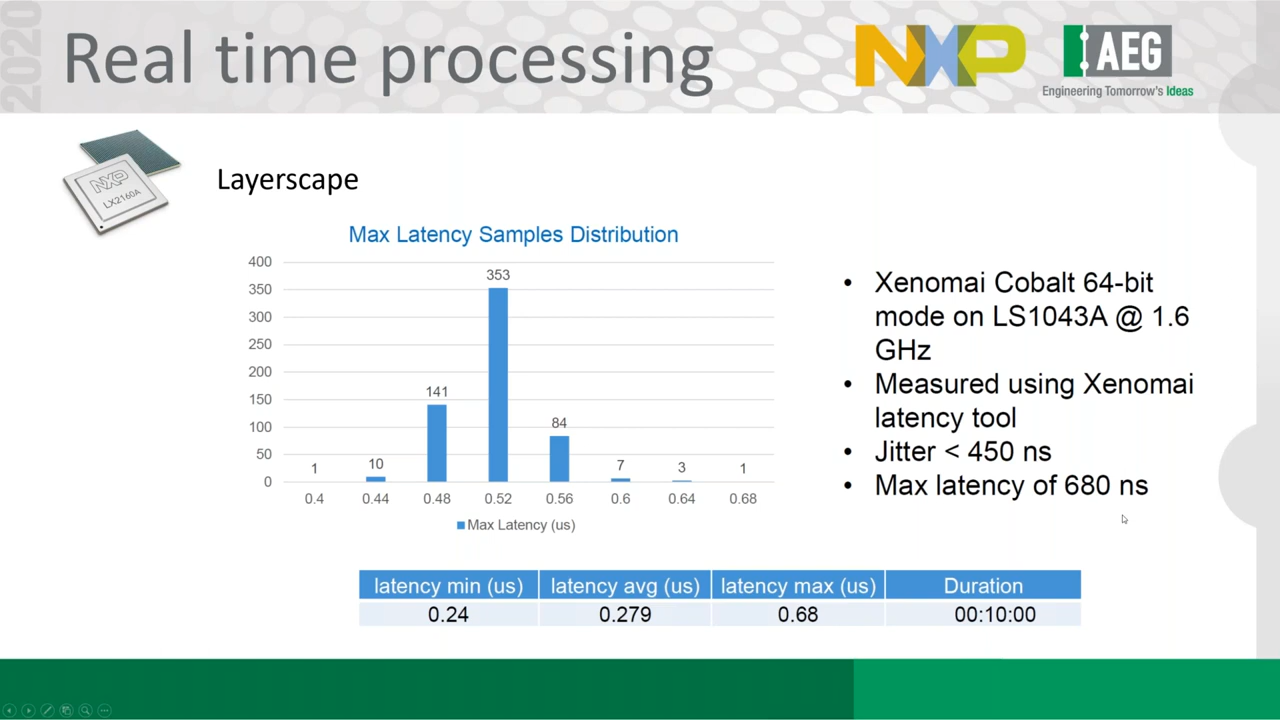 2020
Real time processing
NXP
AEG
Engineering Tomorrow's Ideas
NXP
LX2160A
Layerscape
Max Latency Samples Distribution
400
350
300
250
200
150
100
50
0
1
10
141
353
84
7
3
1
0.4 0.44 0.48 0.52 0.56 0.6 0.64 0.68
Max Latency (us)
• Xenomai Cobalt 64-bit
mode on LS1043A @ 1.6
GHz
• Measured using Xenomai
latency tool
• Jitter < 450 ns
• Max latency of 680 ns
latency min (us) latency avg (us) latency max (us) Duration
0.24 0.279 0.68 00:10:00